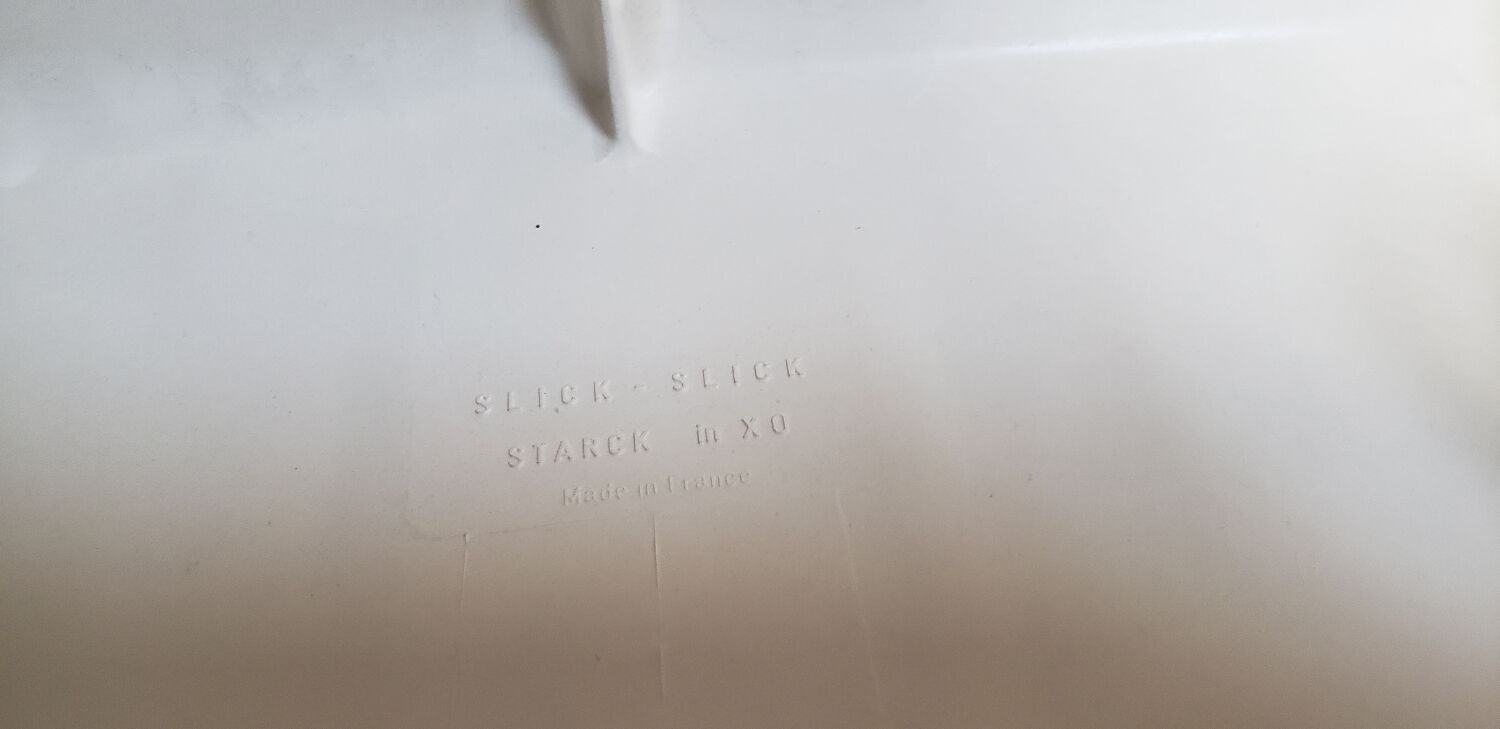 SLICK - SLICK
STARCK in XO
Made in France